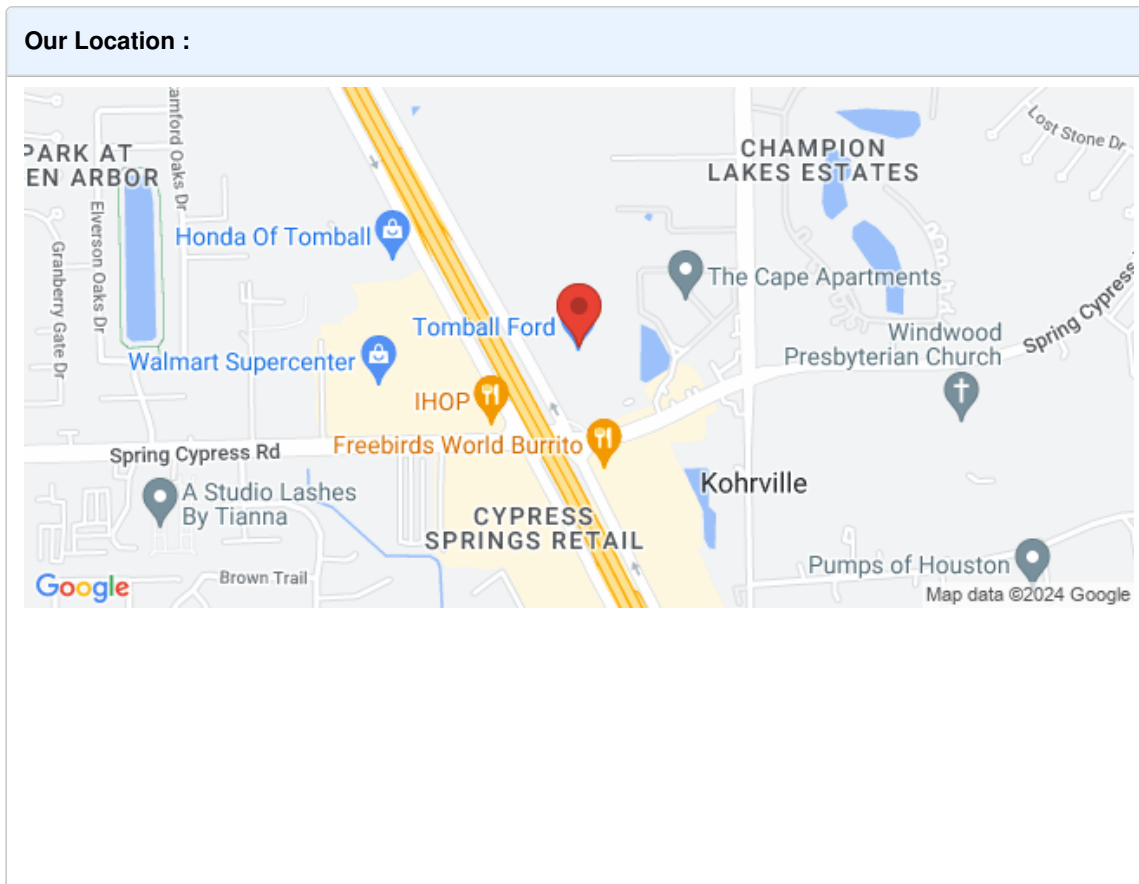 Our Location :
PARK AT
EN ARBOR
amford Oaks Dr
Elverson Oaks Dr
Granberry Gate Dr
Honda Of Tomball
Walmart Supercenter
Tomball Ford
IHOP
Freebirds World Burrito
CHAMPION
LAKES ESTATES
Lost Stone Dr
The Cape Apartments
Windwood
Presbyterian Church
Spring Cypress
Spring Cypress Rd
A Studio Lashes
By Tianna
CYPRESS
SPRINGS RETAIL
Kohrville
Brown Trail
Pumps of Houston
Google
Map data ©2024 Google